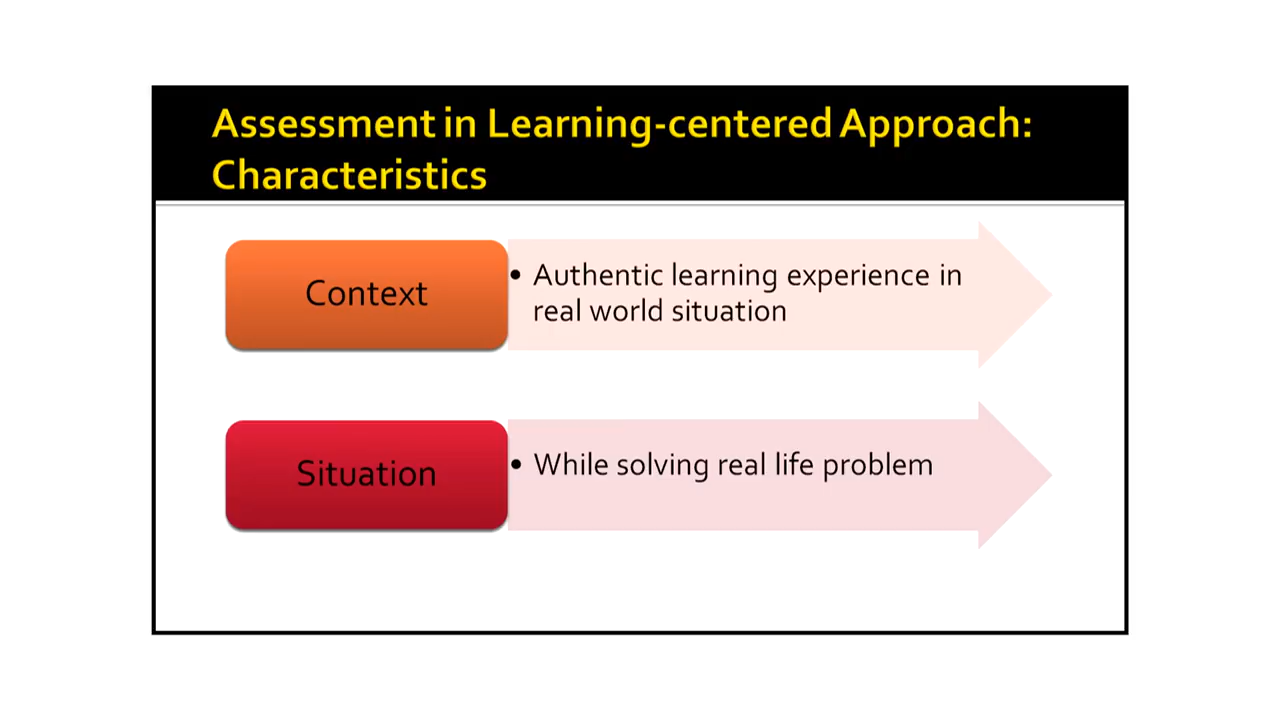 Assessment in Learning-centered Approach:
Characteristics
Context
• Authentic learning experience in
real world situation
Situation
• While solving real life problem